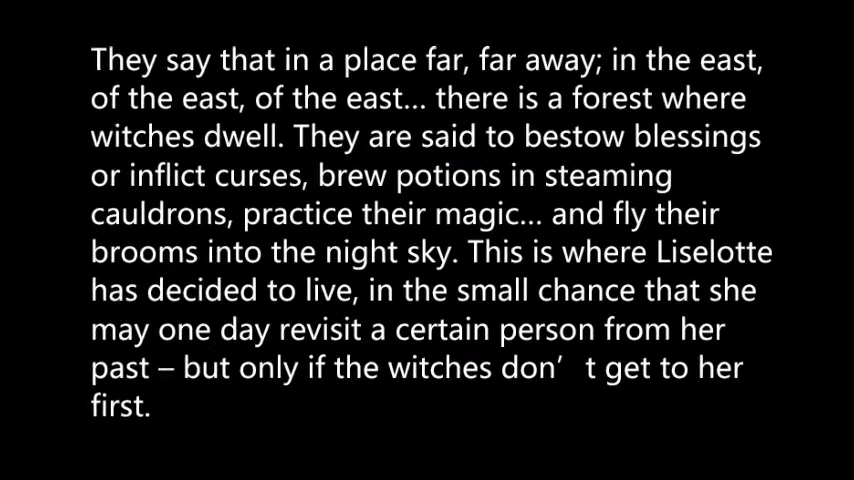 They say that in a place far, far away; in the east,
of the east, of the east... there is a forest where
witches dwell. They are said to bestow blessings
or inflict curses, brew potions in steaming
cauldrons, practice their magic... and fly their
brooms into the night sky. This is where Liselotte
has decided to live, in the small chance that she
may one day revisit a certain person from her
past – but only if the witches don’ t get to her
first.